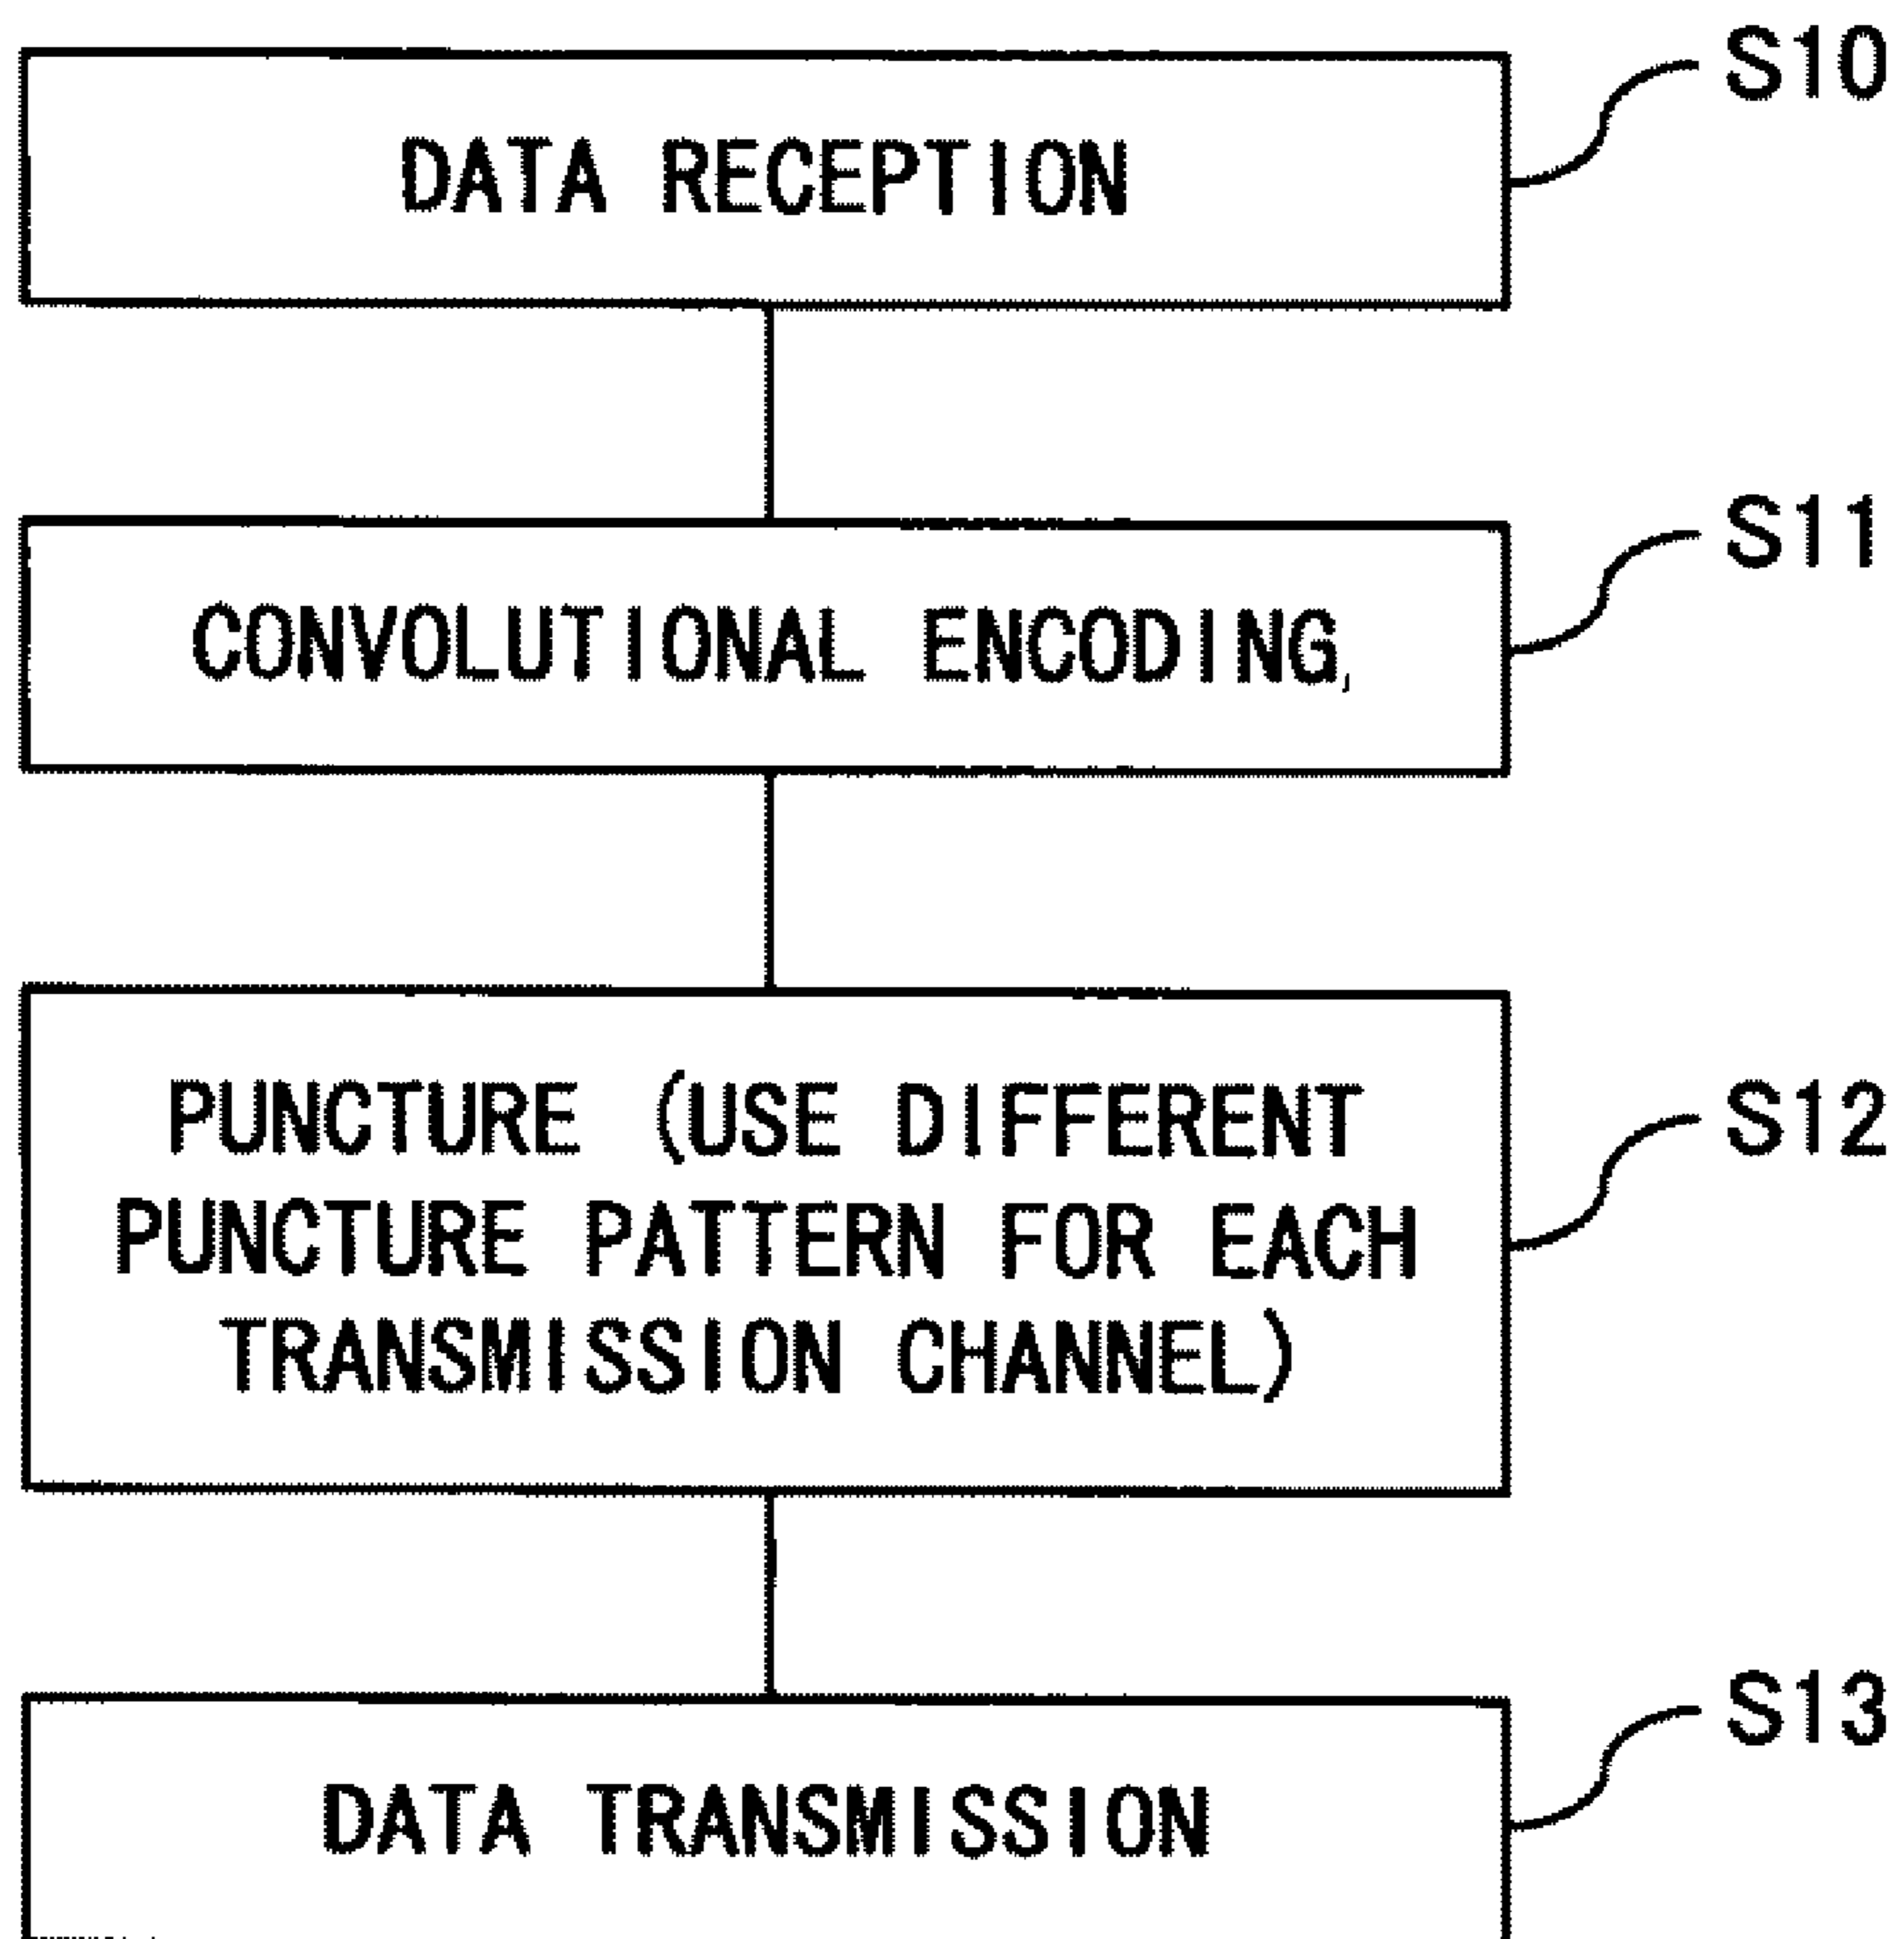 S10
DATA RECEPTION
S11
CONVOLUTIONAL ENCODING
S12
PUNCTURE (USE DIFFERENT
PUNCTURE PATTERN FOR EACH
TRANSMISSION CHANNEL)
S13
DATA TRANSMISSION